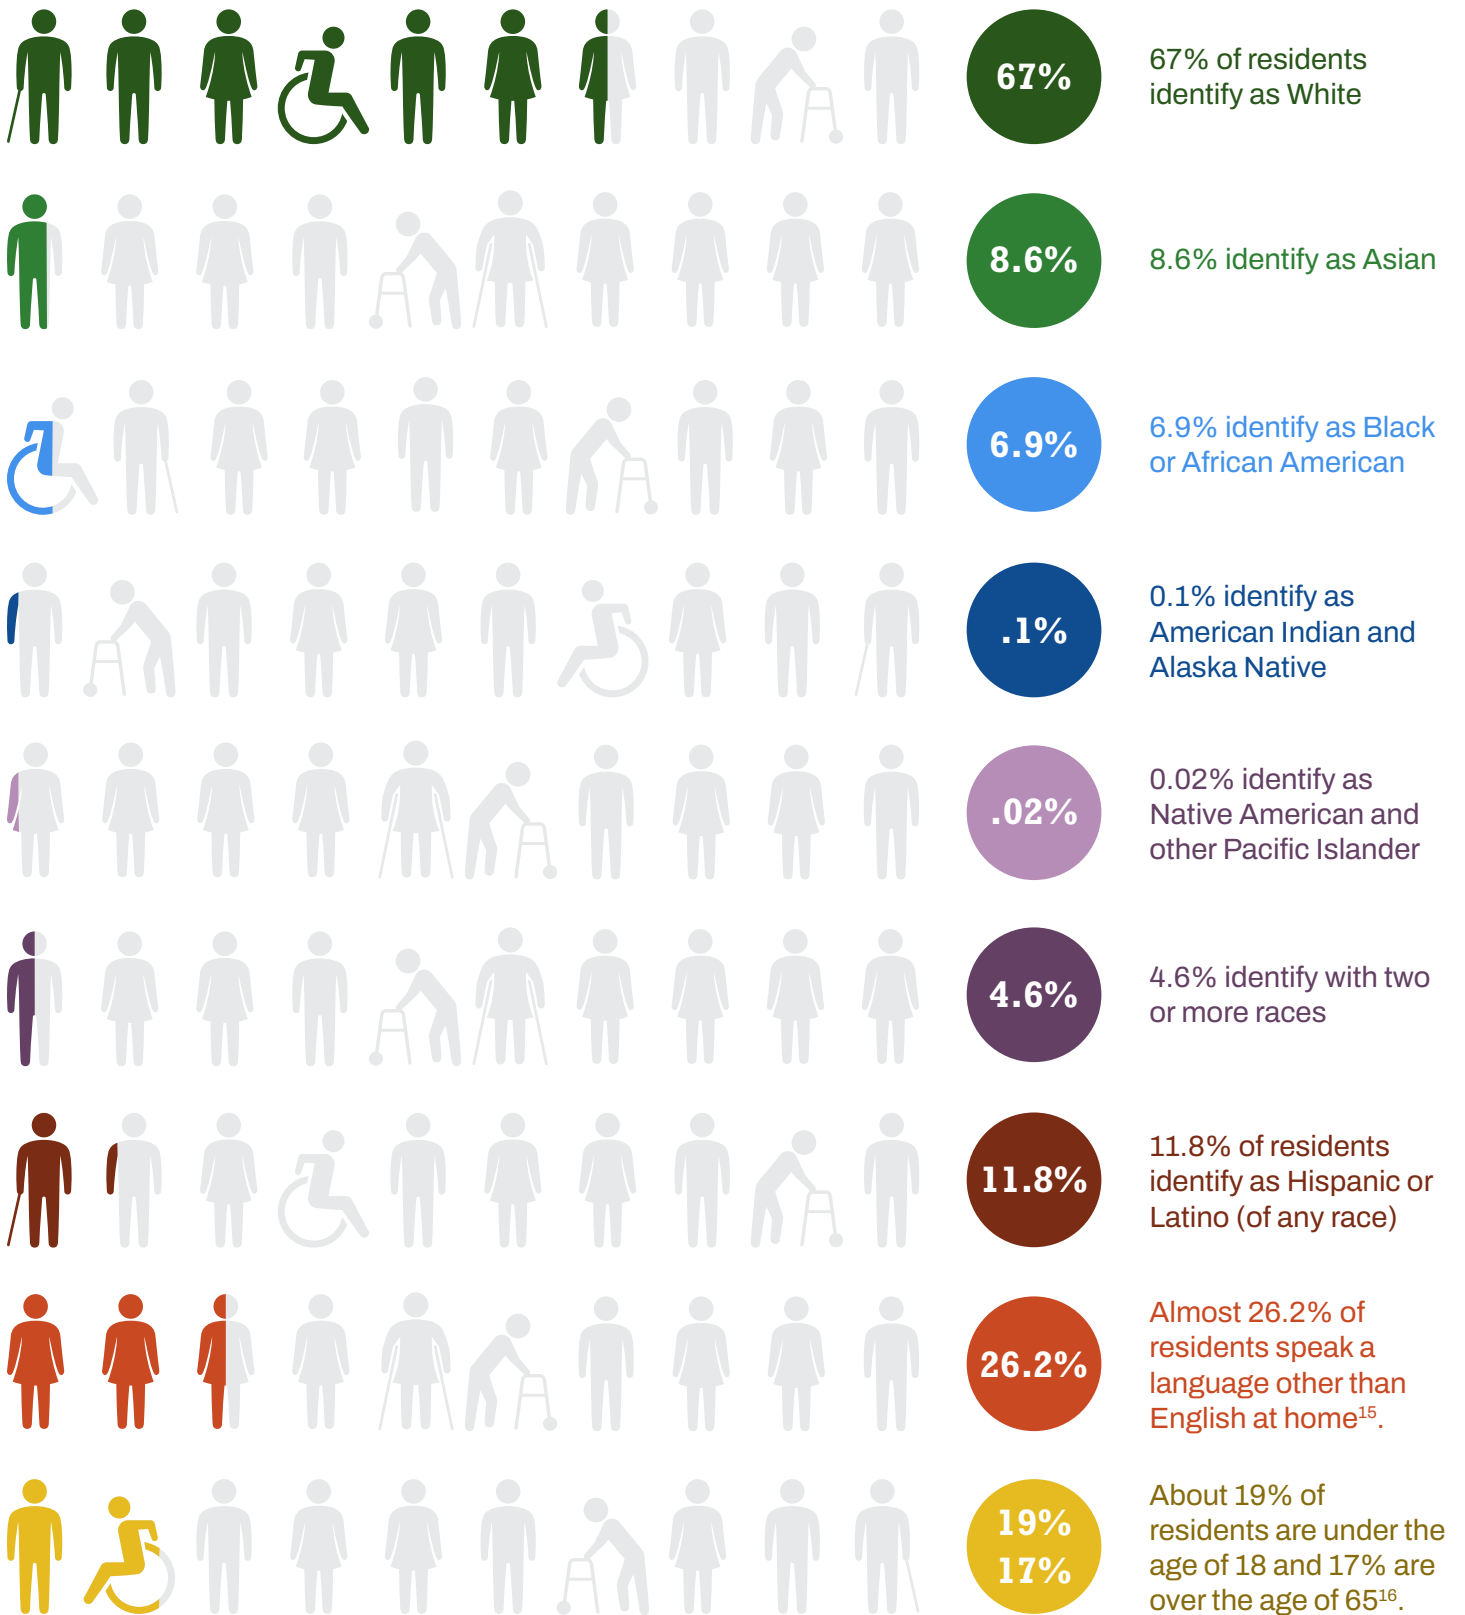 67%
67% of residents
identify as White
8.6%
8.6% identify as Asian
6.9%
6.9% identify as Black
or African American
.1%
0.1% identify as
American Indian and
Alaska Native
.02%
0.02% identify as
Native American and
other Pacific Islander
4.6%
4.6% identify with two
or more races
11.8%
11.8% of residents
identify as Hispanic or
Latino (of any race)
26.2%
Almost 26.2% of
residents speak a
language other than
English at home¹⁵.
19%
17%
About 19% of
residents are under the
age of 18 and 17% are
over the age of 65¹⁶.